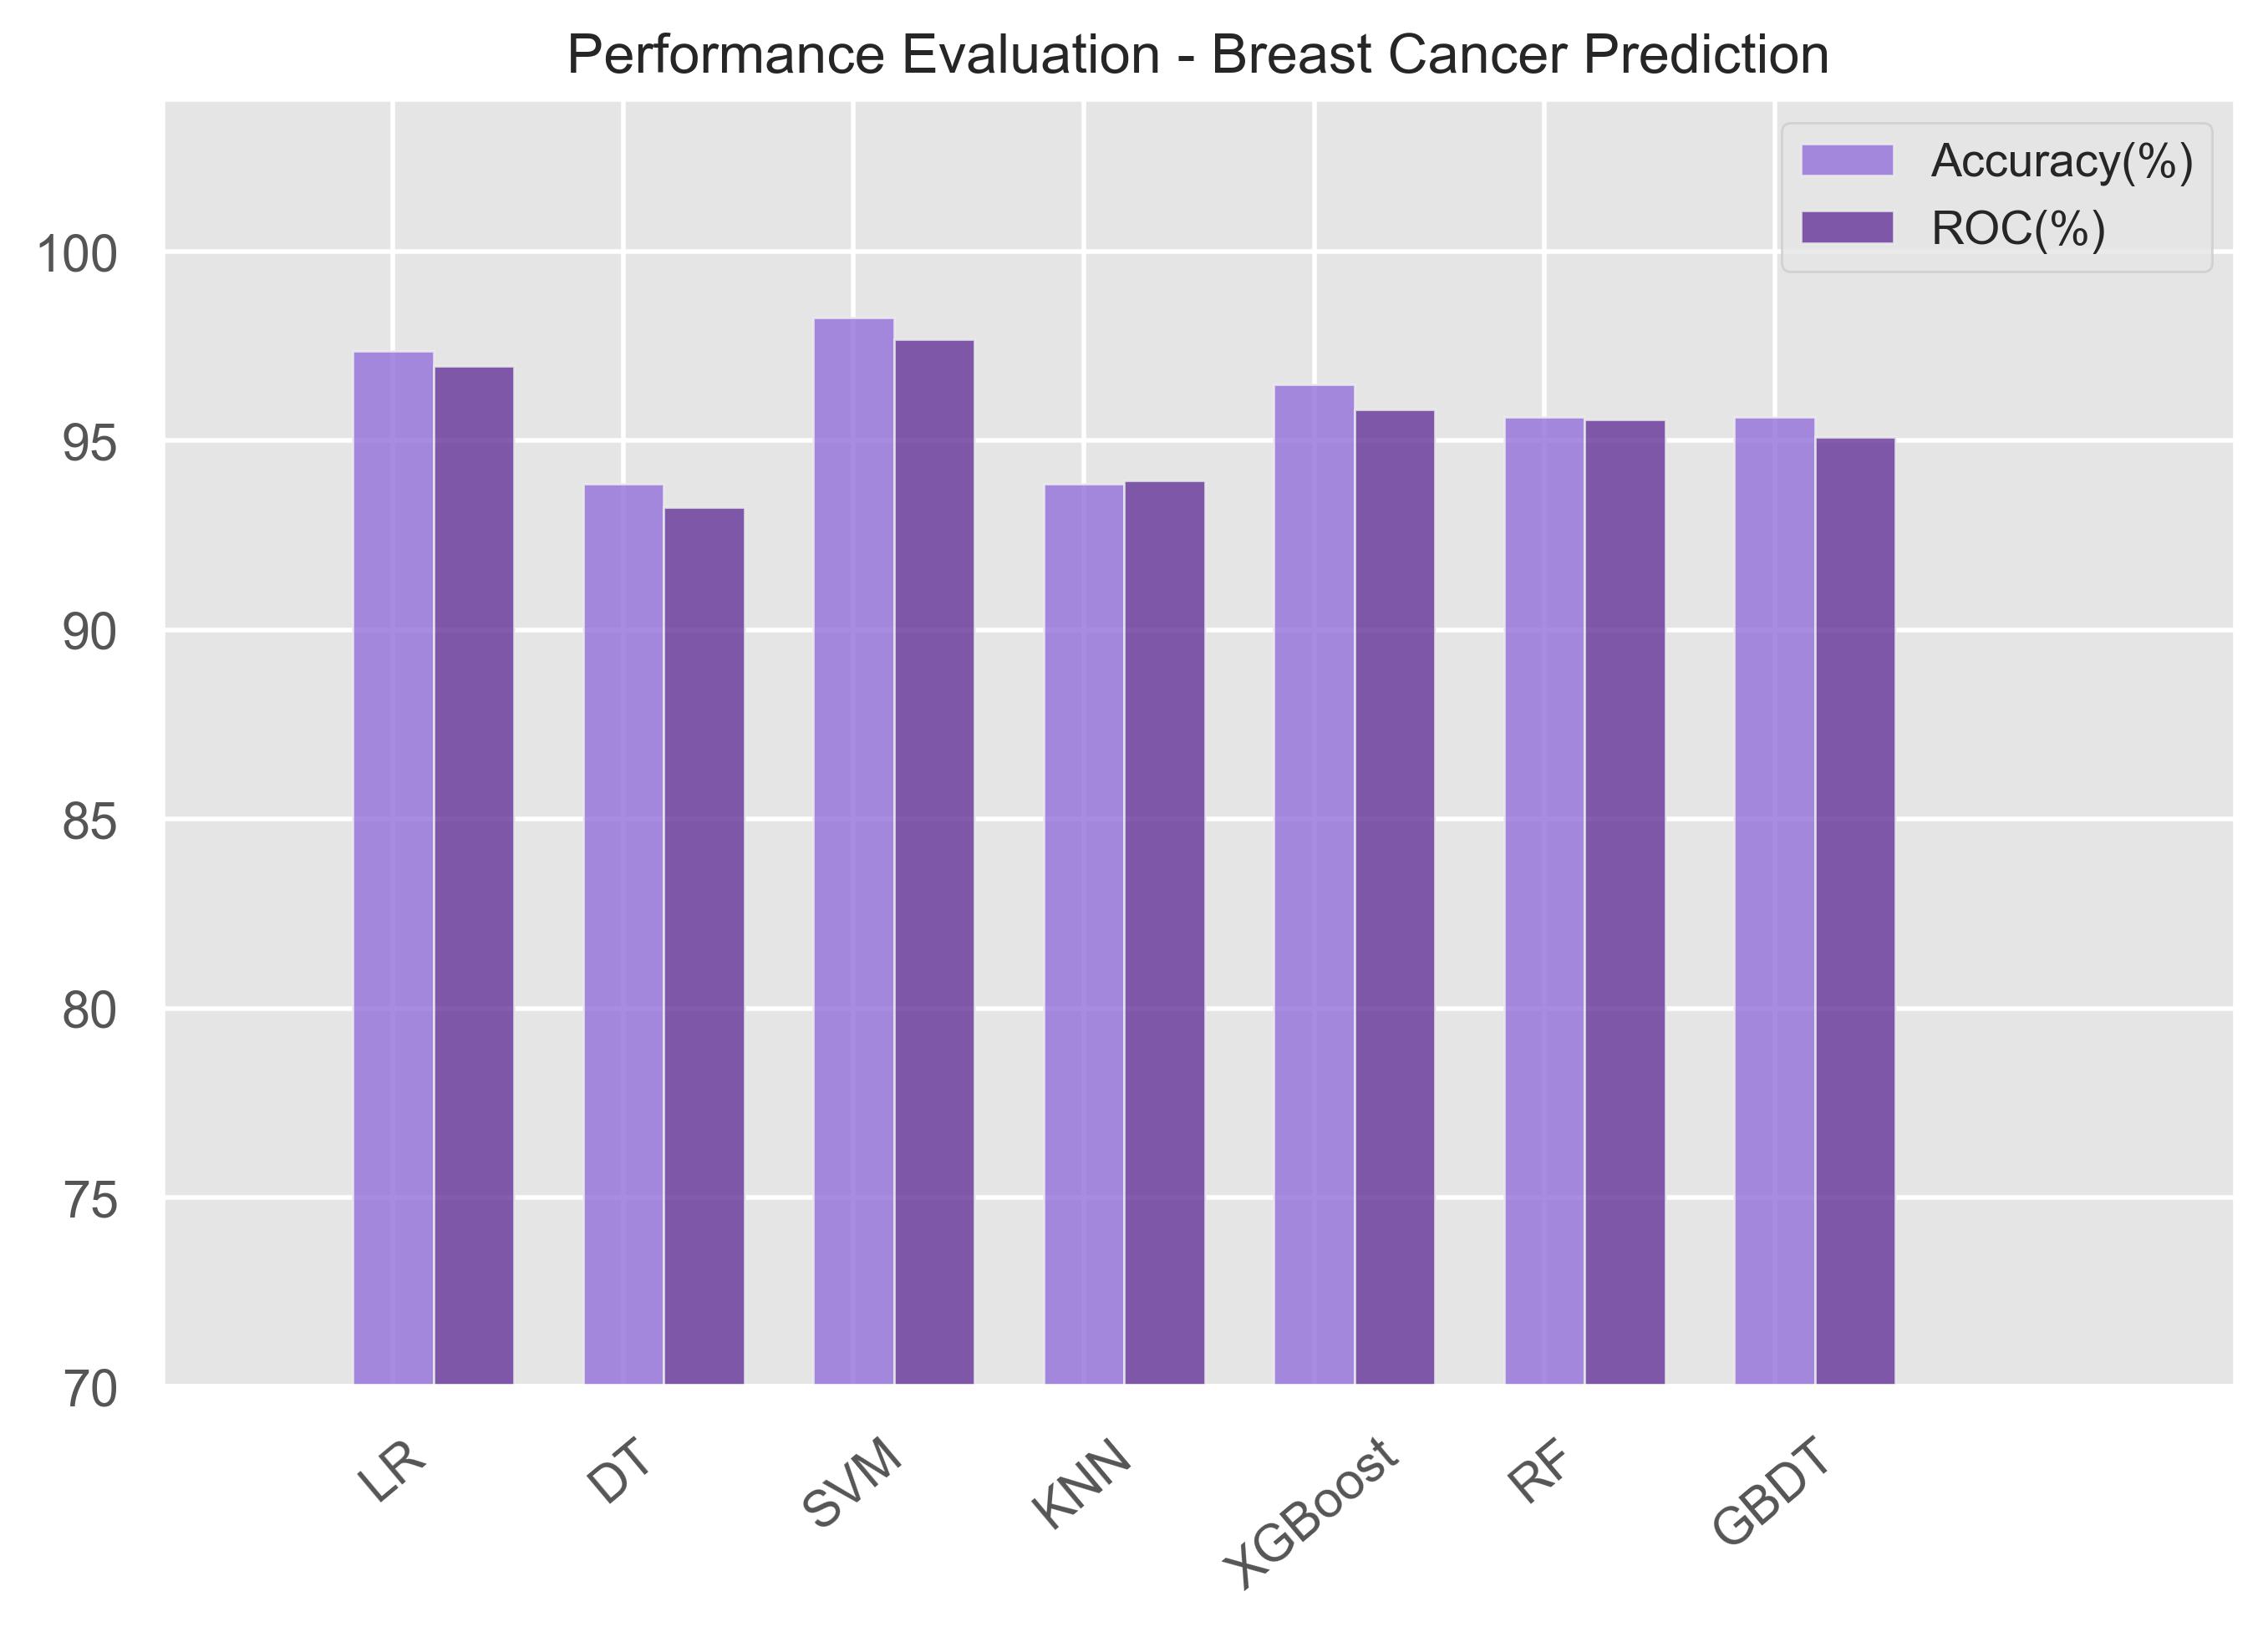 Performance Evaluation - Breast Cancer Prediction
Accuracy(%)
ROC(%)
100
95
90
85
80
75
70
LR
DT
SVM
KNN
XGBoost
RF
GBDT